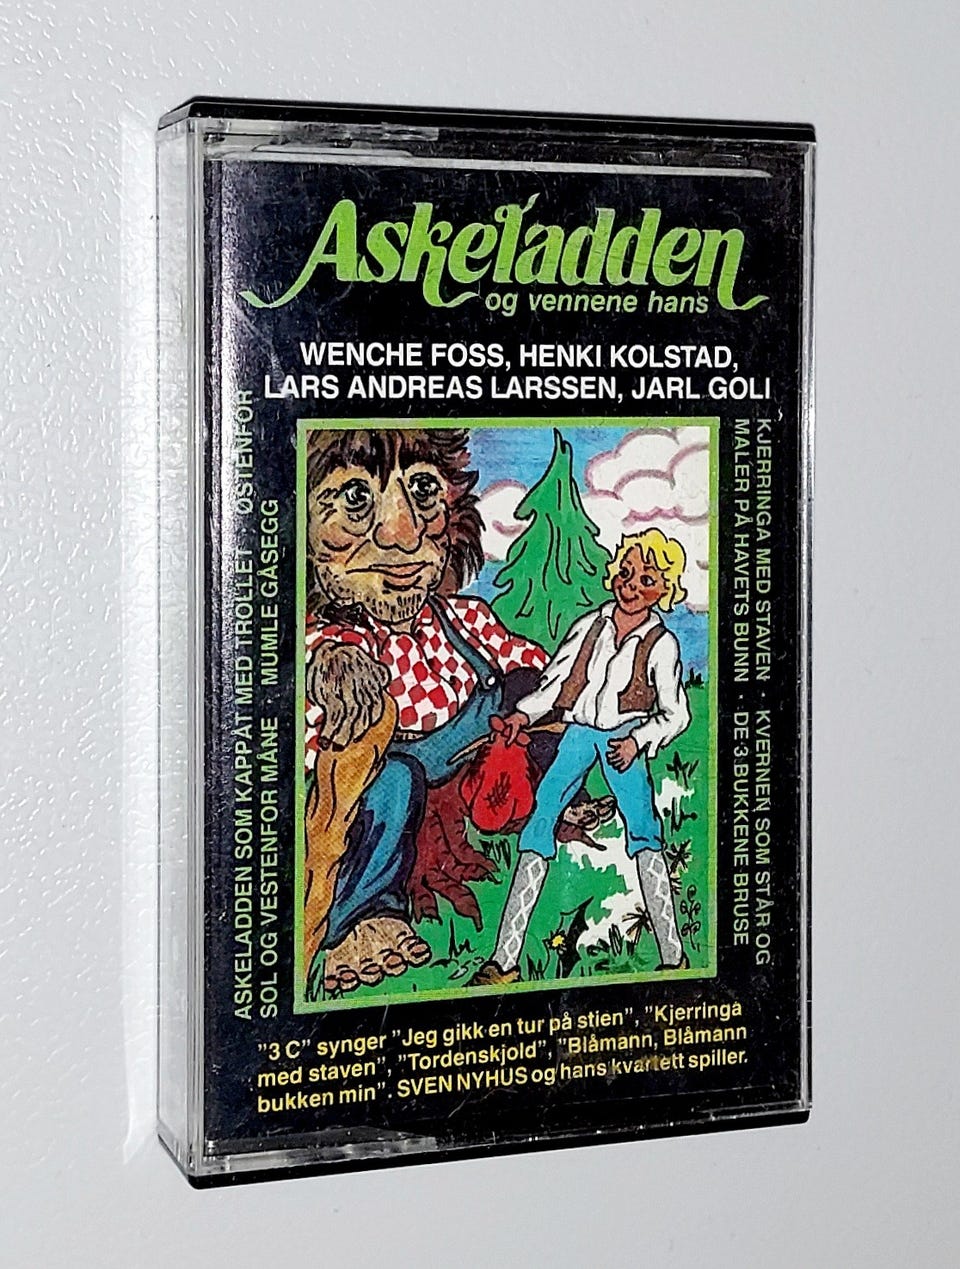 Askeladden
og vennene hans
WENCHE FOSS, HENKI KOLSTAD,
LARS ANDREAS LARSSEN, JARL GOLI
ASKELADDEN SOM KAPPÅT MED TROLLET · ØSTENFOR
SOL OG VESTENFOR MÅNE · MUMLE GÅSEGG
KJERRINGA MED STAVEN · KVERNEN SOM STÅR OG
MALER PÅ HAVETS BUNN · DE 3 BUKKENE BRUSE
"3 C" synger "Jeg gikk en tur på stien", "Kjerringa
med staven", "Tordenskjold", "Blåmann, Blåmann
bukken min". SVEN NYHUS og hans kvartett spiller.